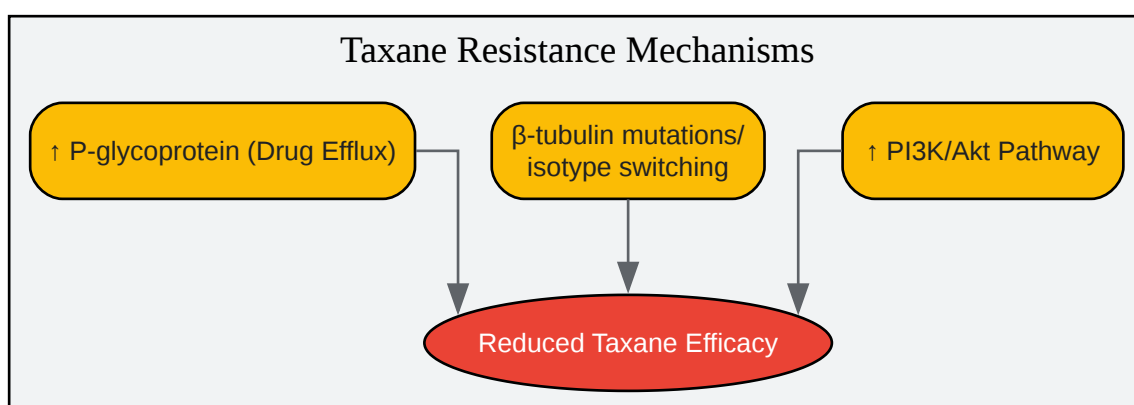 Taxane Resistance Mechanisms
↑ P-glycoprotein (Drug Efflux)
β-tubulin mutations/
isotype switching
↑ PI3K/Akt Pathway
Reduced Taxane Efficacy